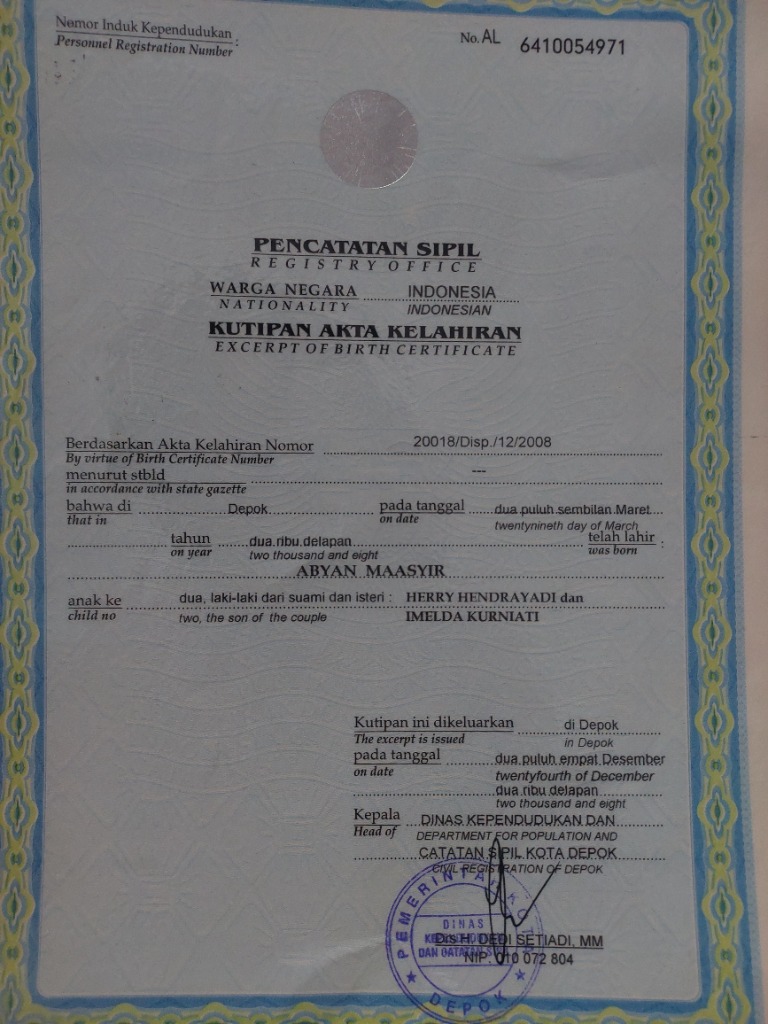 Nomor Induk Kependudukan :
Personnel Registration Number
No. AL 6410054971
PENCATATAN SIPIL
REGISTRY OFFICE
WARGA NEGARA INDONESIA
NATIONALITY INDONESIAN
KUTIPAN AKTA KELAHIRAN
EXCERPT OF BIRTH CERTIFICATE
Berdasarkan Akta Kelahiran Nomor 20018/Disp./12/2008
By virtue of Birth Certificate Number
menurut stbld ---
in accordance with state gazette
bahwa di Depok pada tanggal dua puluh sembilan Maret
that in on date twentynineth day of March
tahun dua ribu delapan telah lahir :
on year two thousand and eight was born
ABYAN MAASYIR
anak ke dua, laki-laki dari suami dan isteri : HERRY HENDRAYADI dan
child no two, the son of the couple IMELDA KURNIATI
Kutipan ini dikeluarkan di Depok
The excerpt is issued in Depok
pada tanggal dua puluh empat Desember
on date twentyfourth of December
dua ribu delapan
two thousand and eight
Kepala DINAS KEPENDUDUKAN DAN
Head of DEPARTMENT FOR POPULATION AND
CATATAN SIPIL KOTA DEPOK
CIVIL REGISTRATION OF DEPOK
PEMERINTAH KOTA
DINAS
DAN CATATAN
DEPOK
Drs H. DEDI SETIADI, MM
NIP. 010 072 804